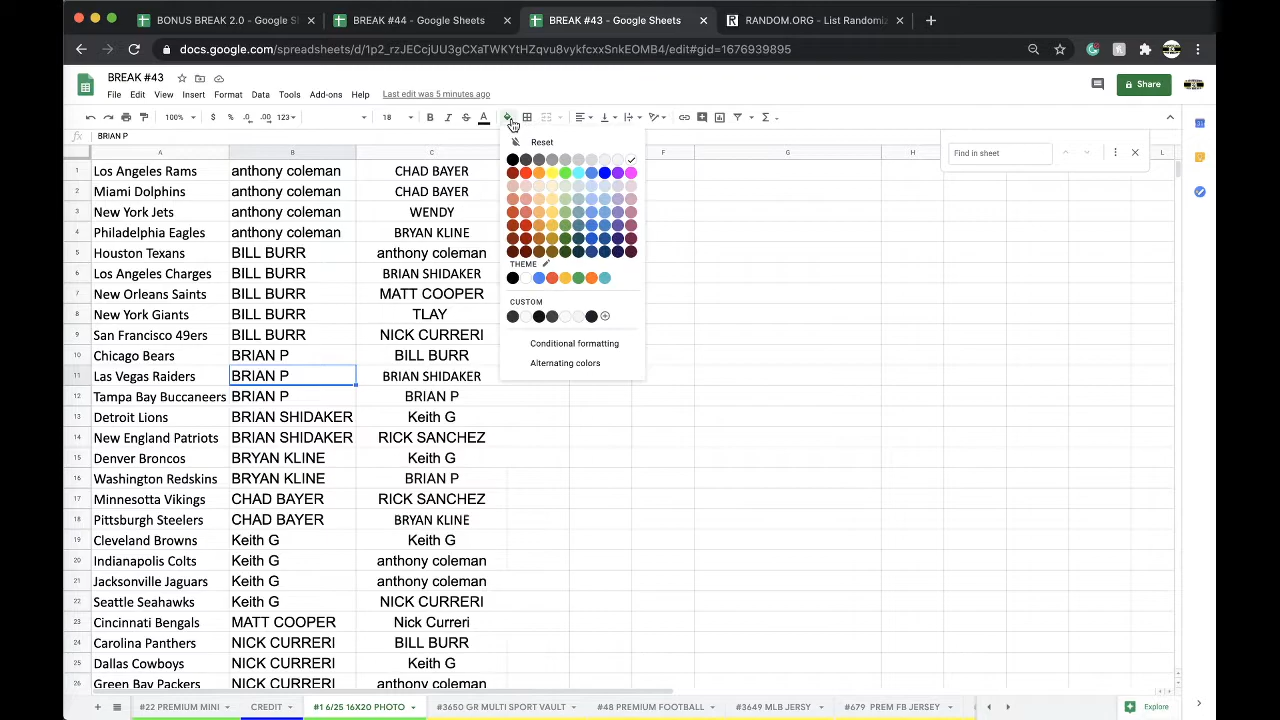 BONUS BREAK 2.0 - Google S
BREAK #44 - Google Sheets
BREAK #43 - Google Sheets
RANDOM.ORG - List Randomiz
docs.google.com/spreadsheets/d/1p2_rzJECcjUU3gCXaTWKYtHZqvu8vykfcxxSnkEOMB4/edit#gid=1676939895
BREAK #43
Share
File Edit View Insert Format Data Tools Add-ons Help Last edit was 5 minutes ago
100% $ % .0 .00 123 18 B I S A
fx BRIAN P
Reset
Find in sheet
A B C F G H L
1 Los Angeles Rams anthony coleman CHAD BAYER
2 Miami Dolphins anthony coleman CHAD BAYER
3 New York Jets anthony coleman WENDY
4 Philadelphia Eagles anthony coleman BRYAN KLINE
5 Houston Texans BILL BURR anthony coleman
6 Los Angeles Charges BILL BURR BRIAN SHIDAKER
7 New Orleans Saints BILL BURR MATT COOPER
8 New York Giants BILL BURR TLAY
9 San Francisco 49ers BILL BURR NICK CURRERI
10 Chicago Bears BRIAN P BILL BURR
11 Las Vegas Raiders BRIAN P BRIAN SHIDAKER
12 Tampa Bay Buccaneers BRIAN P BRIAN P
13 Detroit Lions BRIAN SHIDAKER Keith G
14 New England Patriots BRIAN SHIDAKER RICK SANCHEZ
15 Denver Broncos BRYAN KLINE Keith G
16 Washington Redskins BRYAN KLINE BRIAN P
17 Minnesota Vikings CHAD BAYER RICK SANCHEZ
18 Pittsburgh Steelers CHAD BAYER BRYAN KLINE
19 Cleveland Browns Keith G Keith G
20 Indianapolis Colts Keith G anthony coleman
21 Jacksonville Jaguars Keith G anthony coleman
22 Seattle Seahawks Keith G NICK CURRERI
23 Cincinnati Bengals MATT COOPER Nick Curreri
24 Carolina Panthers NICK CURRERI BILL BURR
25 Dallas Cowboys NICK CURRERI Keith G
26 Green Bay Packers NICK CURRERI anthony coleman
THEME
CUSTOM
Conditional formatting
Alternating colors
#22 PREMIUM MINI CREDIT #1 6/25 16X20 PHOTO #3650 GR MULTI SPORT VAULT #48 PREMIUM FOOTBALL #3649 MLB JERSY #679 PREM FB JERSEY Explore